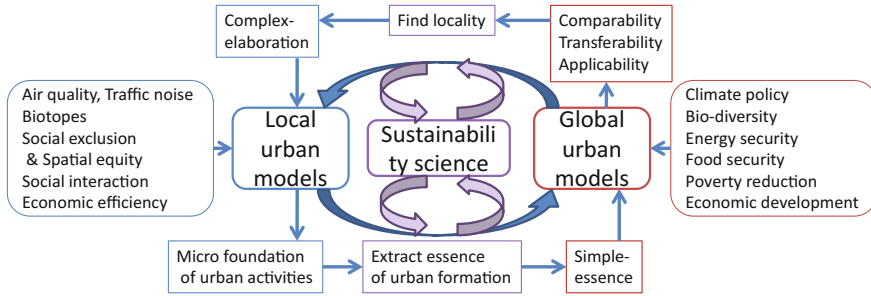 Complex-
elaboration
Find locality
Comparability
Transferability
Applicability
Air quality, Traffic noise
Biotopes
Social exclusion
& Spatial equity
Social interaction
Economic efficiency
Local
urban
models
Sustainabili
ty science
Global
urban
models
Climate policy
Bio-diversity
Energy security
Food security
Poverty reduction
Economic development
Micro foundation
of urban activities
Extract essence
of urban formation
Simple-
essence